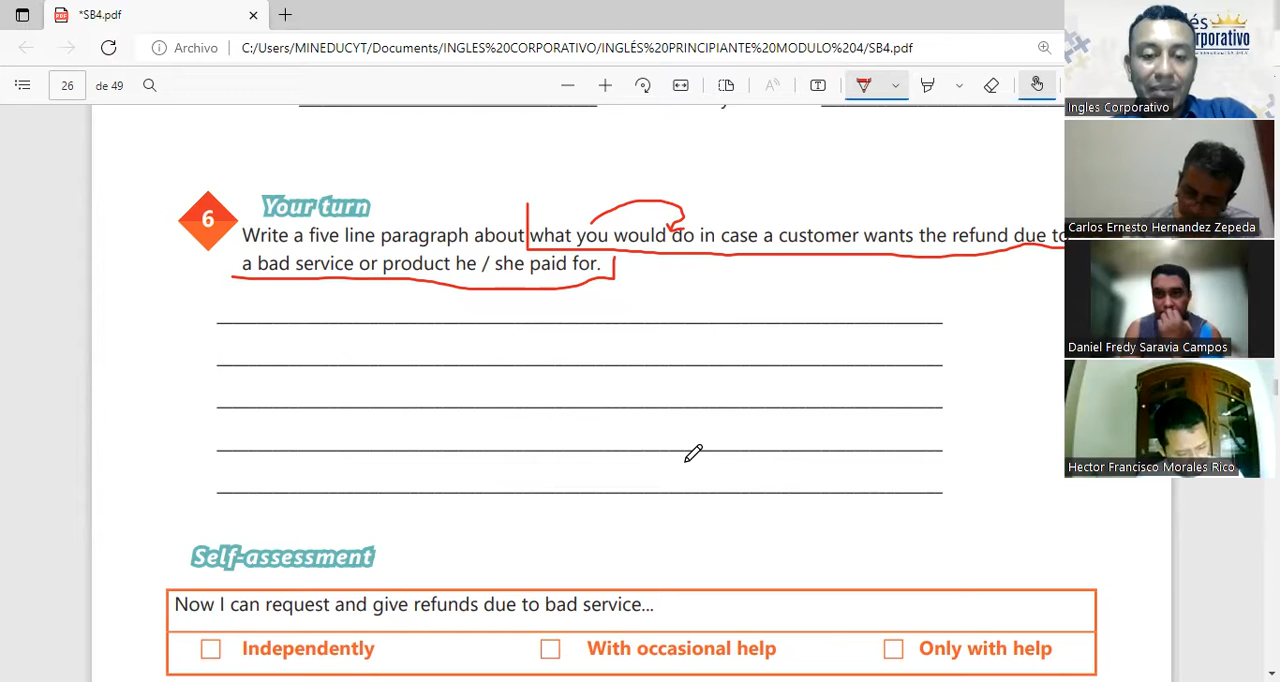 *SB4.pdf
Archivo
C:/Users/MINEDUCYT/Documents/INGLES%20CORPORATIVO/INGLÉS%20PRINCIPIANTE%20MODULO%204/SB4.pdf
26 de 49
6
Your turn
Write a five line paragraph about what you would do in case a customer wants the refund due to
a bad service or product he / she paid for.
Self-assessment
Now I can request and give refunds due to bad service...
Independently
With occasional help
Only with help
Corporativo
Ingles Corporativo
Carlos Ernesto Hernandez Zepeda
Daniel Fredy Saravia Campos
Hector Francisco Morales Rico